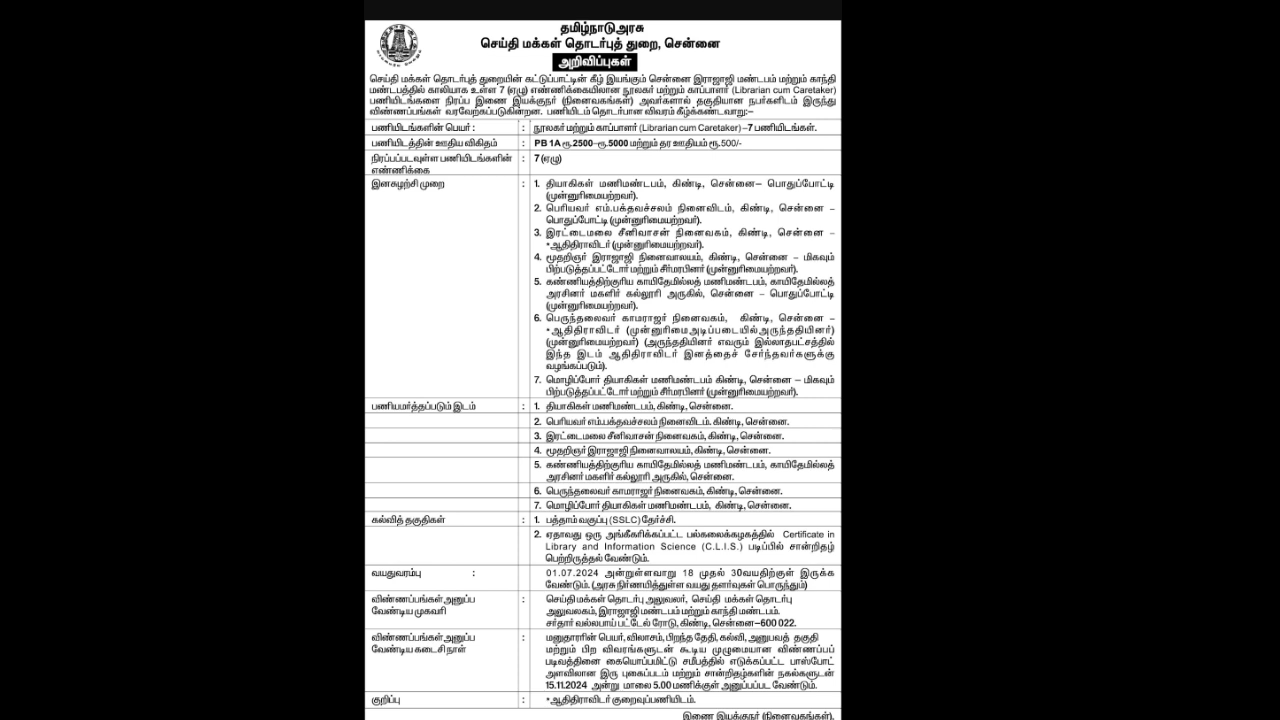 தமிழ்நாடுஅரசு
செய்தி மக்கள் தொடர்புத் துறை, சென்னை
அறிவிப்புகள்
செய்தி மக்கள் தொடர்புத் துறையின் கட்டுப்பாட்டின் கீழ் இயங்கும் சென்னை இராஜாஜி மண்டபம் மற்றும் காந்தி
மண்டபத்தில் காலியாக உள்ள 7 (ஏழு) எண்ணிக்கையிலான நூலகர் மற்றும் காப்பாளர் (Librarian cum Caretaker)
பணியிடங்களை நிரப்ப இணை இயக்குநர் (நினைவகங்கள்) அவர்களால் தகுதியான நபர்களிடம் இருந்து
விண்ணப்பங்கள் வரவேற்கப்படுகின்றன. பணியிடம் தொடர்பான விவரம் கீழ்க்கண்டவாறு:–
பணியிடங்களின் பெயர் : : நூலகர் மற்றும் காப்பாளர் (Librarian cum Caretaker) –7 பணியிடங்கள்.
பணியிடத்தின் ஊதிய விகிதம் : PB 1A ரூ.2500–ரூ.5000 மற்றும் தர ஊதியம் ரூ.500/-
நிரப்பப்படவுள்ள பணியிடங்களின் : 7 (ஏழு)
எண்ணிக்கை
இனசுழற்சி முறை : 1. தியாகிகள் மணிமண்டபம், கிண்டி, சென்னை– பொதுப்போட்டி
(முன்னுரிமையற்றவர்).
2. பெரியவர் எம்.பக்தவச்சலம் நினைவிடம், கிண்டி, சென்னை –
பொதுப்போட்டி (முன்னுரிமையற்றவர்).
3. இரட்டைமலை சீனிவாசன் நினைவகம், கிண்டி, சென்னை –
*ஆதிதிராவிடர் (முன்னுரிமையற்றவர்).
4. மூதறிஞர் இராஜாஜி நினைவாலயம், கிண்டி, சென்னை – மிகவும்
பிற்படுத்தப்பட்டோர் மற்றும் சீர்மரபினர் (முன்னுரிமையற்றவர்).
5. கண்ணியத்திற்குரிய காயிதேமில்லத் மணிமண்டபம், காயிதேமில்லத்
அரசினர் மகளிர் கல்லூரி அருகில், சென்னை – பொதுப்போட்டி
(முன்னுரிமையற்றவர்).
6. பெருந்தலைவர் காமராஜர் நினைவகம், கிண்டி, சென்னை –
*ஆதிதிராவிடர் (முன்னுரிமைஅடிப்படையில்அருந்ததியினர்)
(முன்னுரிமையற்றவர்) (அருந்ததியினர் எவரும் இல்லாதபட்சத்தில்
இந்த இடம் ஆதிதிராவிடர் இனத்தைச் சேர்ந்தவர்களுக்கு
வழங்கப்படும்).
7. மொழிப்போர் தியாகிகள் மணிமண்டபம் கிண்டி, சென்னை – மிகவும்
பிற்படுத்தப்பட்டோர் மற்றும் சீர்மரபினர் (முன்னுரிமையற்றவர்).
பணியமர்த்தப்படும் இடம் : 1. தியாகிகள் மணிமண்டபம், கிண்டி, சென்னை.
2. பெரியவர் எம்.பக்தவச்சலம் நினைவிடம். கிண்டி, சென்னை.
3. இரட்டைமலை சீனிவாசன் நினைவகம், கிண்டி, சென்னை.
4. மூதறிஞர் இராஜாஜி நினைவாலயம், கிண்டி, சென்னை.
5. கண்ணியத்திற்குரிய காயிதேமில்லத் மணிமண்டபம், காயிதேமில்லத்
அரசினர் மகளிர் கல்லூரி அருகில், சென்னை.
6. பெருந்தலைவர் காமராஜர் நினைவகம், கிண்டி, சென்னை.
7. மொழிப்போர் தியாகிகள் மணிமண்டபம், கிண்டி, சென்னை.
கல்வித் தகுதிகள் : 1. பத்தாம் வகுப்பு (SSLC) தேர்ச்சி.
2. ஏதாவது ஒரு அங்கீகரிக்கப்பட்ட பல்கலைக்கழகத்தில் Certificate in
Library and Information Science (C.L.I.S.) படிப்பில் சான்றிதழ்
பெற்றிருத்தல் வேண்டும்.
வயதுவரம்பு : 01.07.2024 அன்றுள்ளவாறு 18 முதல் 30வயதிற்குள் இருக்க
வேண்டும். (அரசு நிர்ணயித்துள்ள வயது தளர்வுகள் பொருந்தும்)
விண்ணப்பங்கள்அனுப்ப : செய்தி மக்கள் தொடர்பு அலுவலர், செய்தி மக்கள் தொடர்பு
வேண்டிய முகவரி அலுவலகம், இராஜாஜி மண்டபம் மற்றும் காந்தி மண்டபம்.
சர்தார் வல்லபாய் பட்டேல் ரோடு, கிண்டி, சென்னை–600 022.
விண்ணப்பங்கள்அனுப்ப : மனுதாரரின் பெயர், விலாசம், பிறந்த தேதி, கல்வி, அனுபவத் தகுதி
வேண்டிய கடைசி நாள் மற்றும் பிற விவரங்களுடன் கூடிய முழுமையான விண்ணப்பப்
படிவத்தினை கையொப்பமிட்டு சமீபத்தில் எடுக்கப்பட்ட பாஸ்போட்
அளவிலான இரு புகைப்படம் மற்றும் சான்றிதழ்களின் நகல்களுடன்
15.11.2024 அன்று மாலை 5.00 மணிக்குள் அனுப்பப்பட வேண்டும்.
குறிப்பு : *ஆதிதிராவிடர் குறைவுப்பணியிடம்.
இணை இயக்குநர் (நினைவகங்கள்),